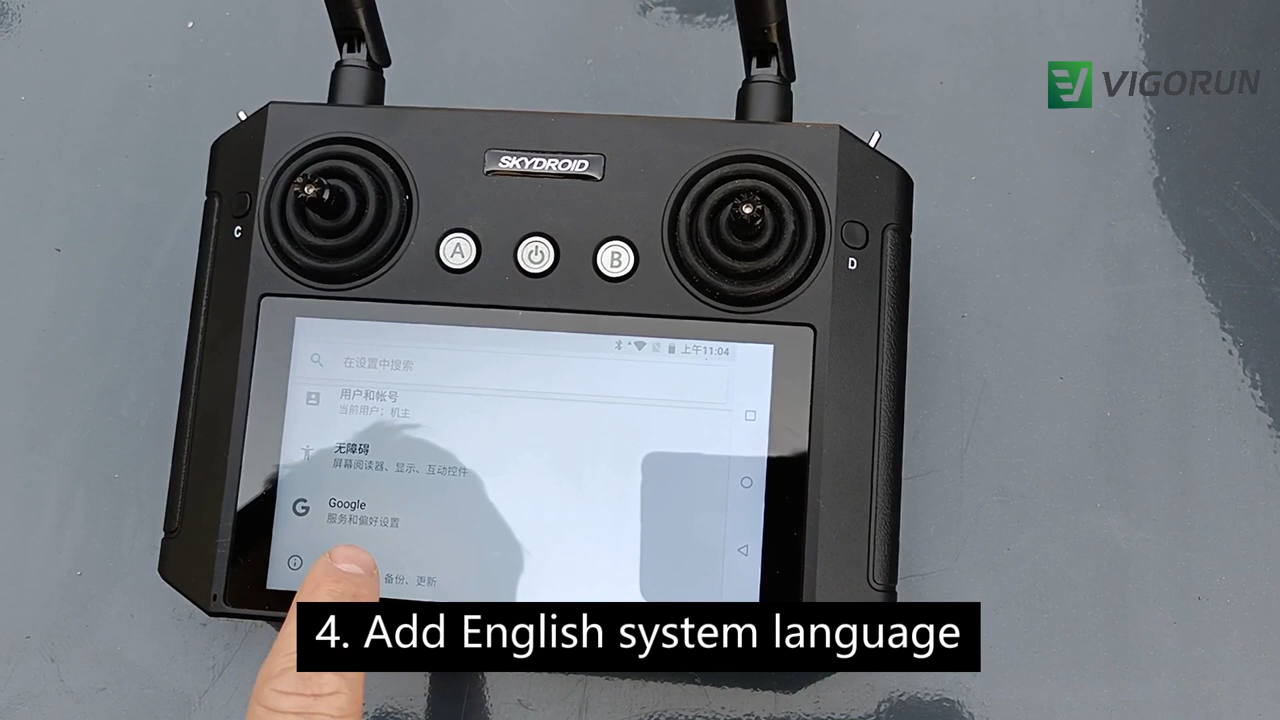 VIGORUN
SKYDROID
C
A
B
D
上午11:04
在设置中搜索
用户和帐号
当前用户：机主
无障碍
屏幕阅读器、显示、互动控件
Google
服务和偏好设置
备份、更新
4. Add English system language